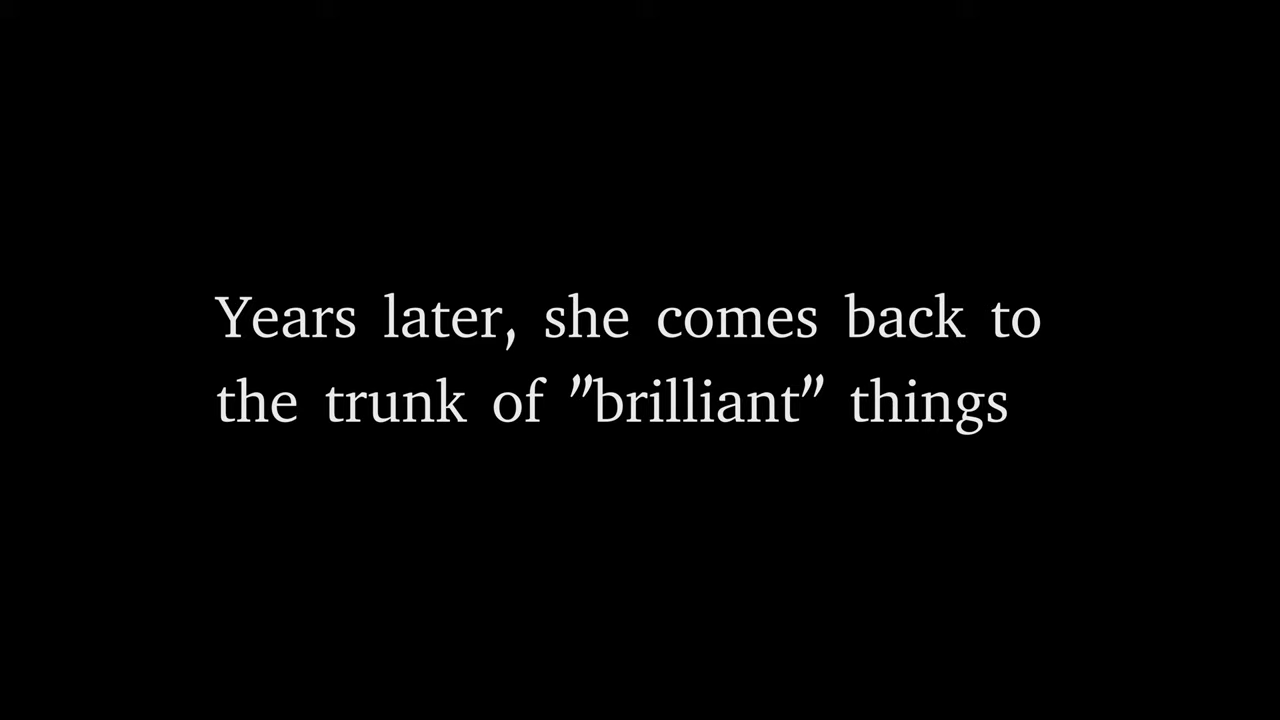 Years later, she comes back to
the trunk of "brilliant" things